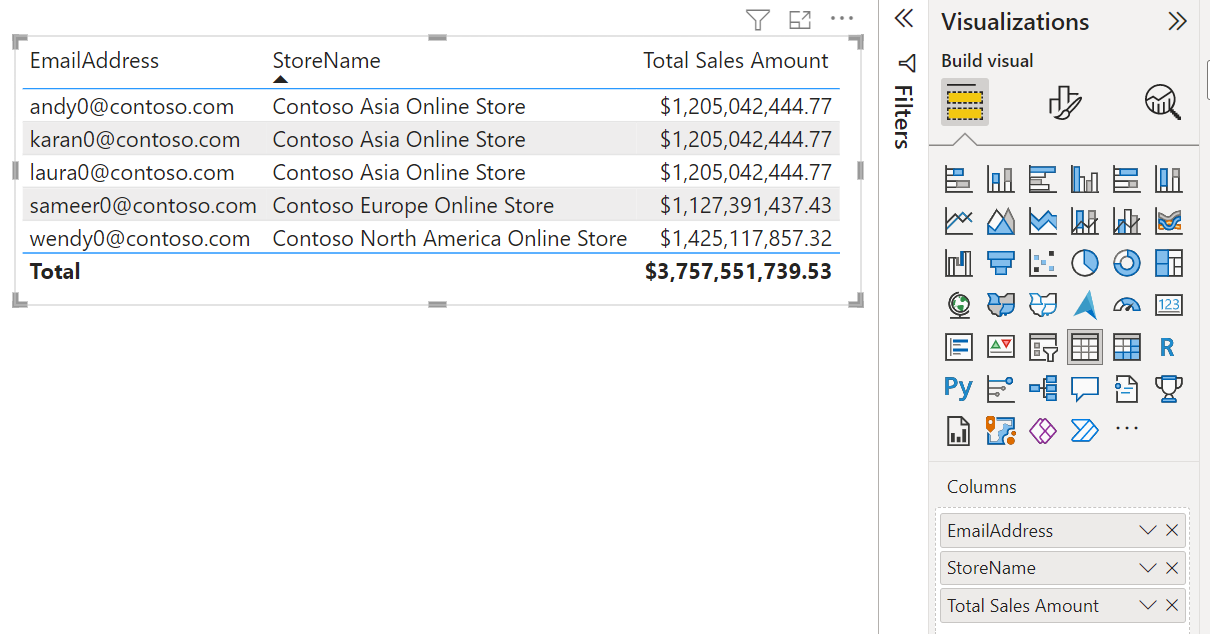 EmailAddress StoreName Total Sales Amount
andy0@contoso.com Contoso Asia Online Store $1,205,042,444.77
karan0@contoso.com Contoso Asia Online Store $1,205,042,444.77
laura0@contoso.com Contoso Asia Online Store $1,205,042,444.77
sameer0@contoso.com Contoso Europe Online Store $1,127,391,437.43
wendy0@contoso.com Contoso North America Online Store $1,425,117,857.32
Total $3,757,551,739.53
Filters
Visualizations
Build visual
123
R
Py
Columns
EmailAddress
StoreName
Total Sales Amount